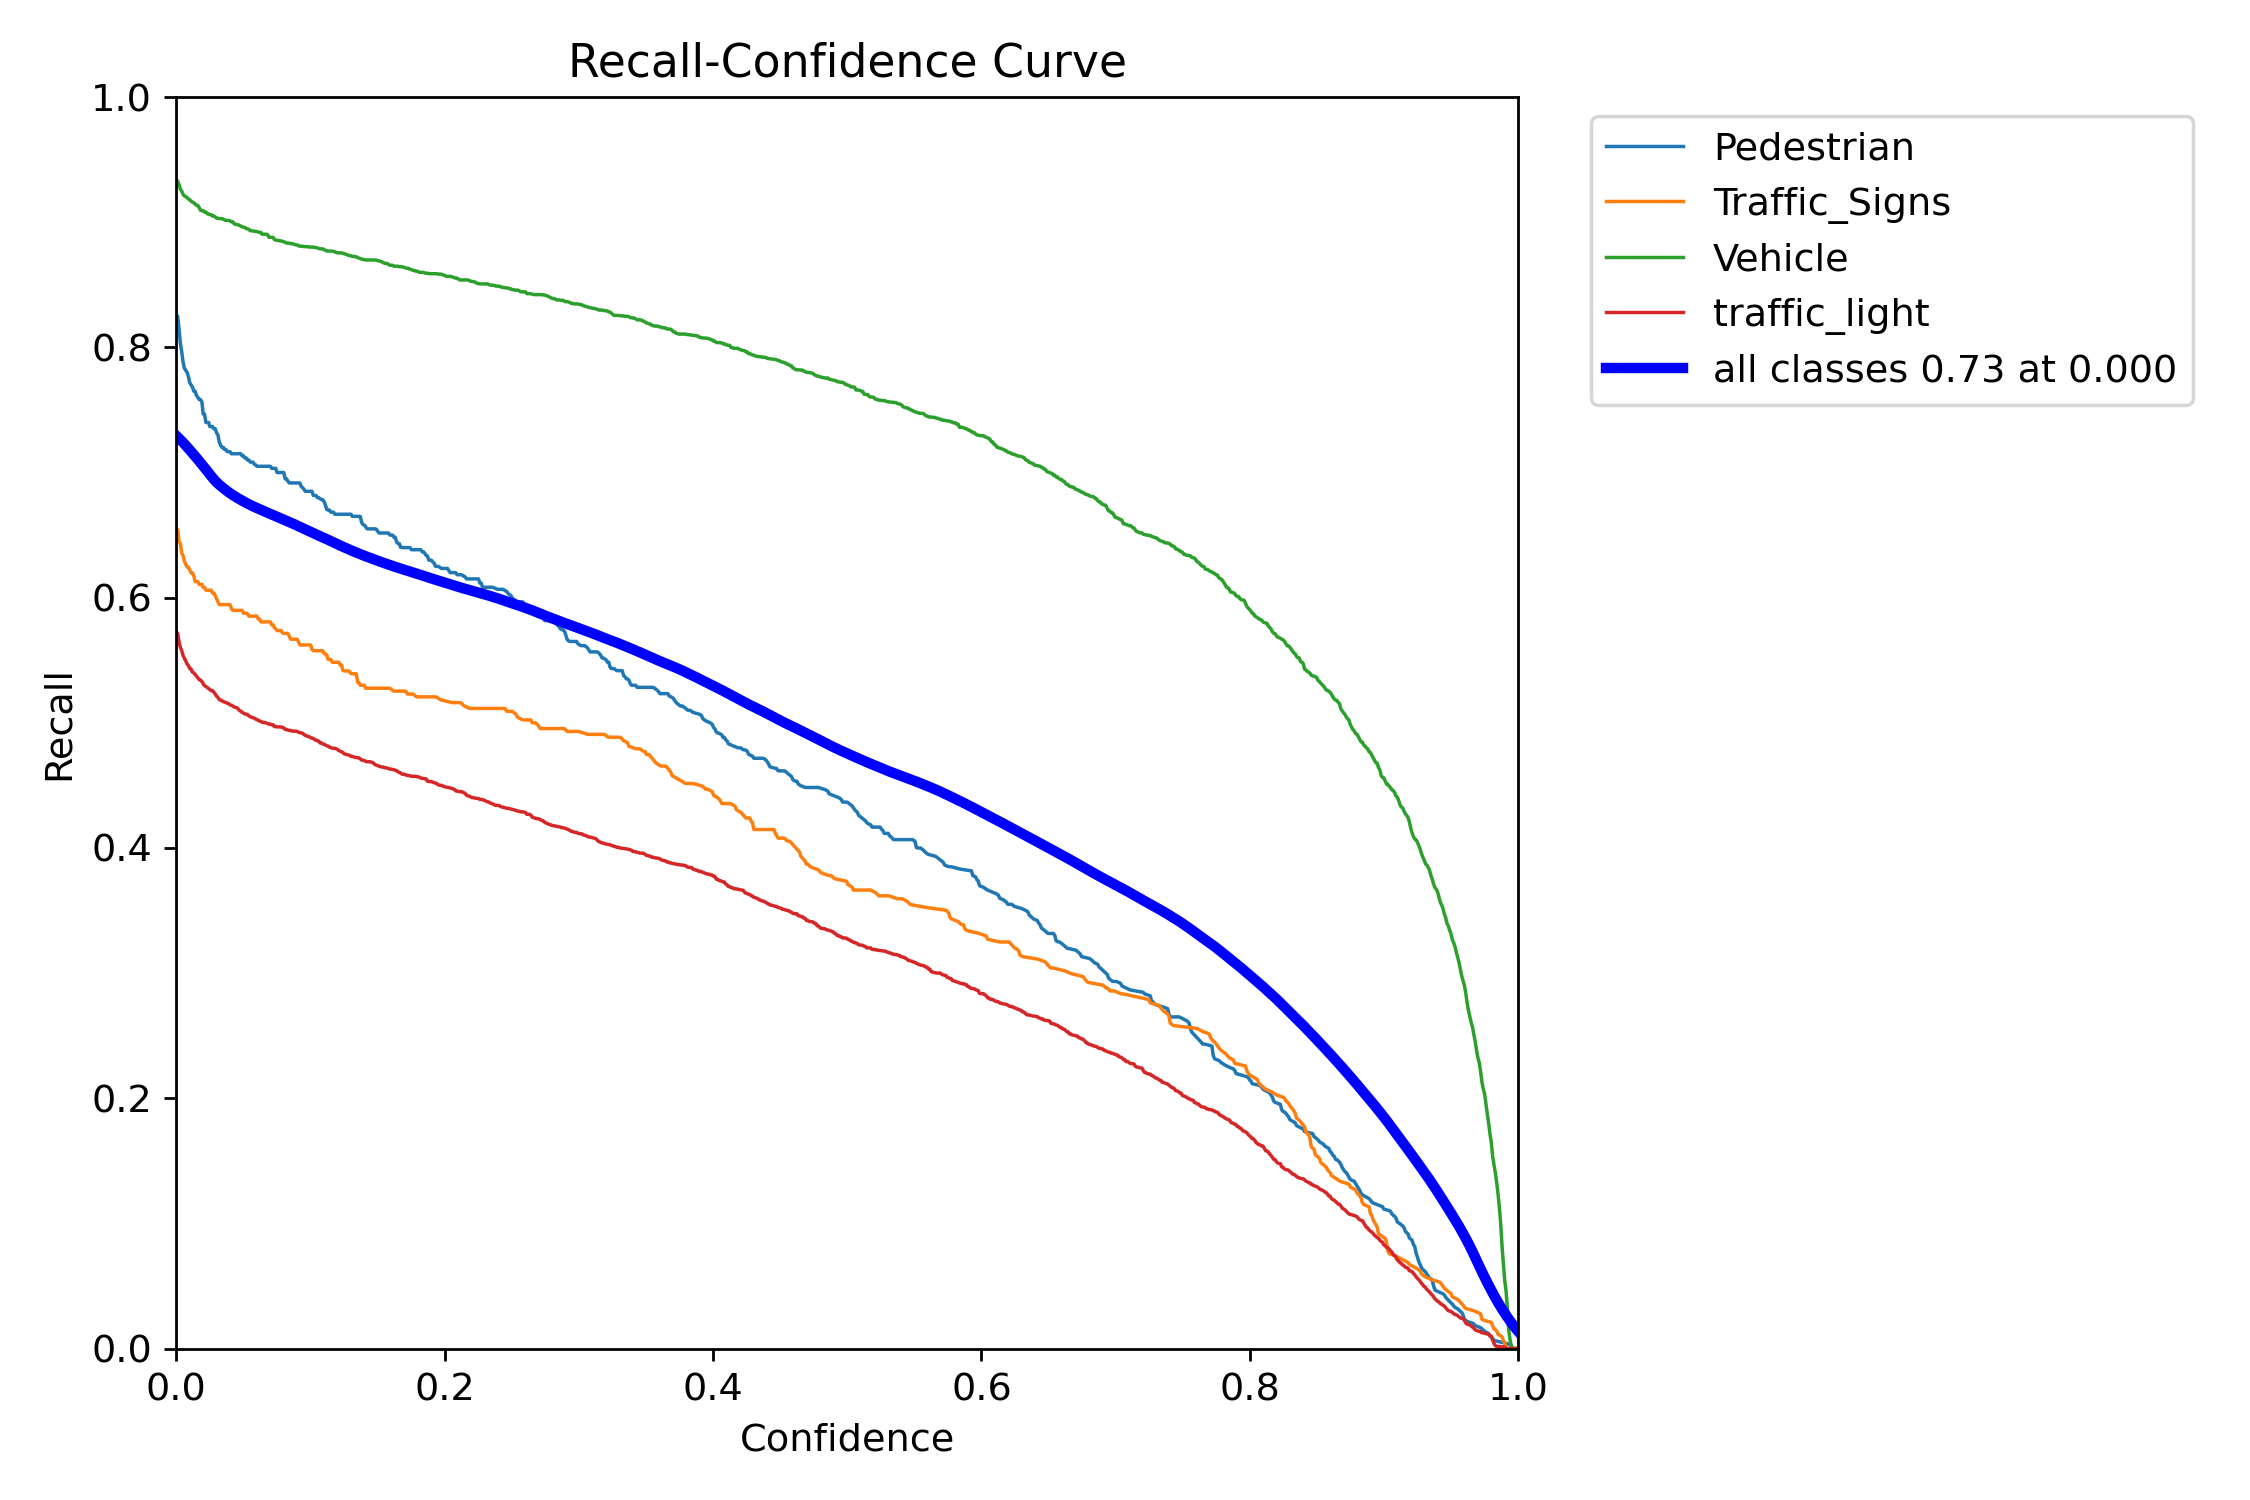 Recall-Confidence Curve
1.0
0.8
0.6
0.4
0.2
0.0
Recall
0.0 0.2 0.4 0.6 0.8 1.0
Confidence
Pedestrian
Traffic_Signs
Vehicle
traffic_light
all classes 0.73 at 0.000